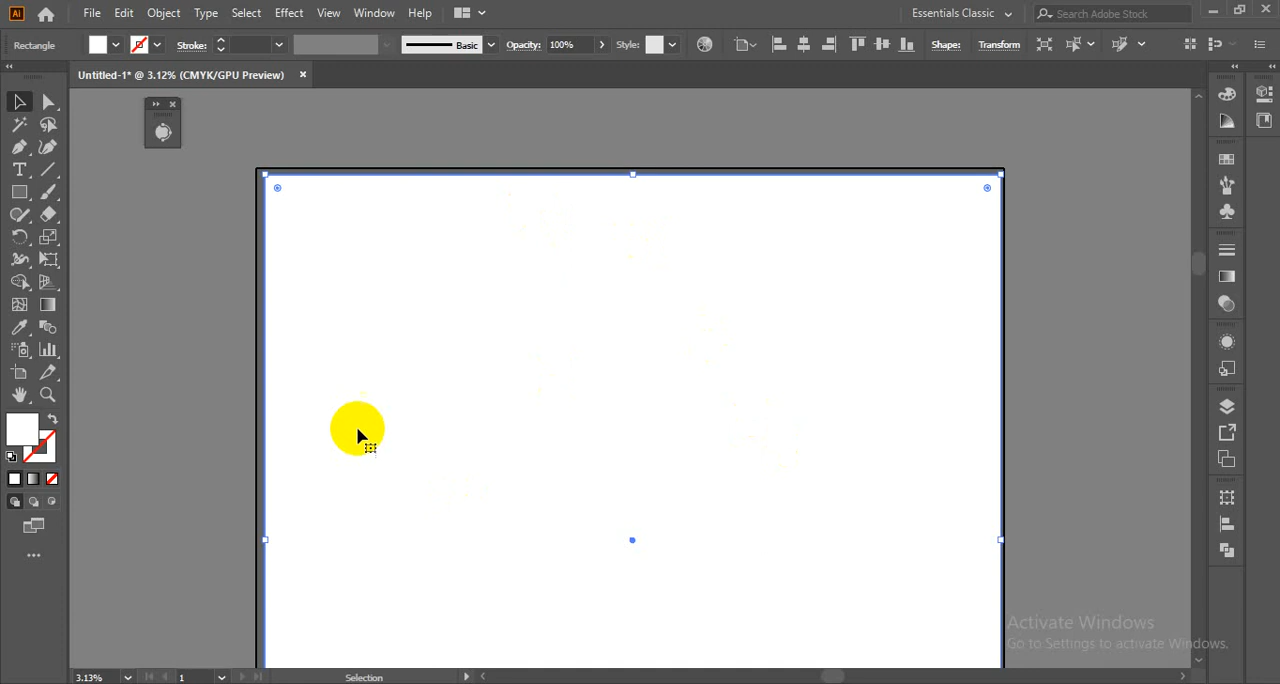 Ai File Edit Object Type Select Effect View Window Help Essentials Classic Search Adobe Stock
Rectangle Stroke: Basic Opacity: 100% Style: Shape: Transform
Untitled-1* @ 3.12% (CMYK/GPU Preview)
Activate Windows
Go to Settings to activate Windows.
3.13% 1 Selection